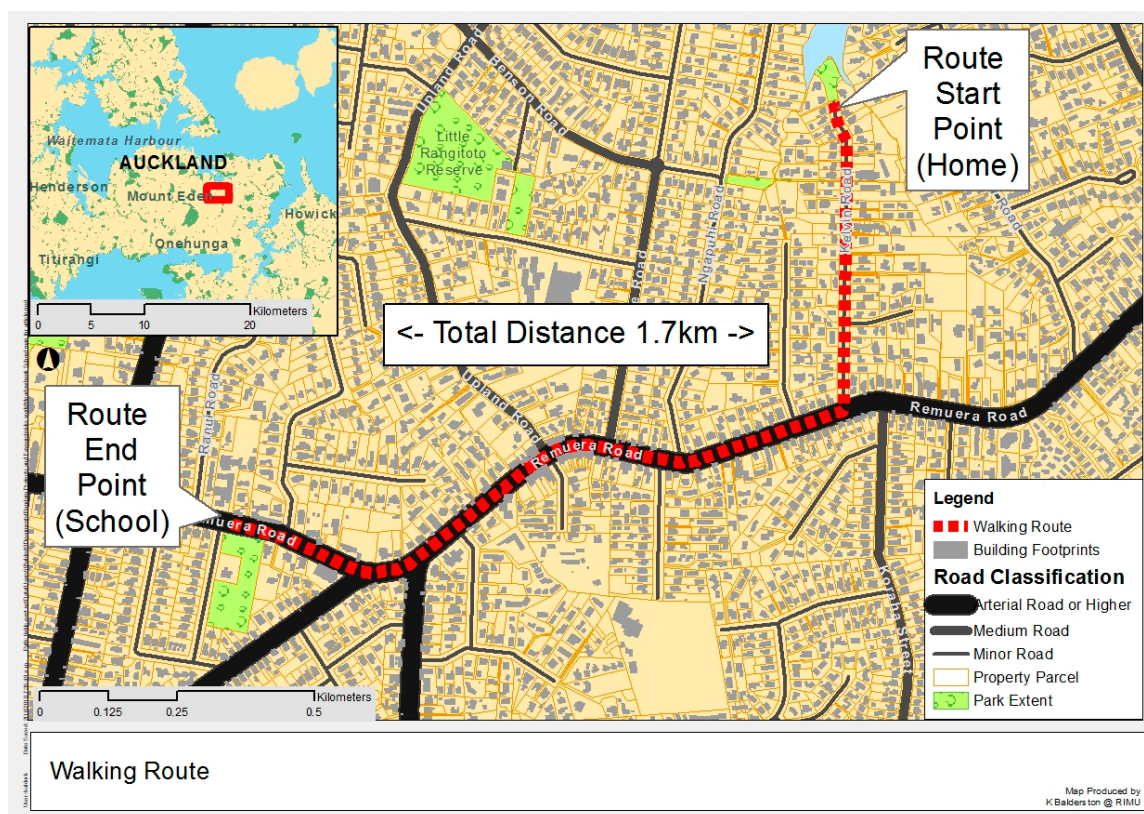 Waitemata Harbour
AUCKLAND
Henderson
Mount Eden
Howick
Onehunga
Titirangi
Kilometers
0 5 10 20
Upland Road
Benson Road
Little
Rangitoto
Reserve
Route
Start
Point
(Home)
Kelvin Road
Ngapuhi Road
Road
e Road
<- Total Distance 1.7km ->
Upland Road
Ranui Road
Remuera Road
Remuera Road
Route
End
Point
(School)
muera Road
Koraha Street
Kilometers
0 0.125 0.25 0.5
Legend
Walking Route
Building Footprints
Road Classification
Arterial Road or Higher
Medium Road
Minor Road
Property Parcel
Park Extent
Walking Route
Map Produced by
K Balderston @ RIMU